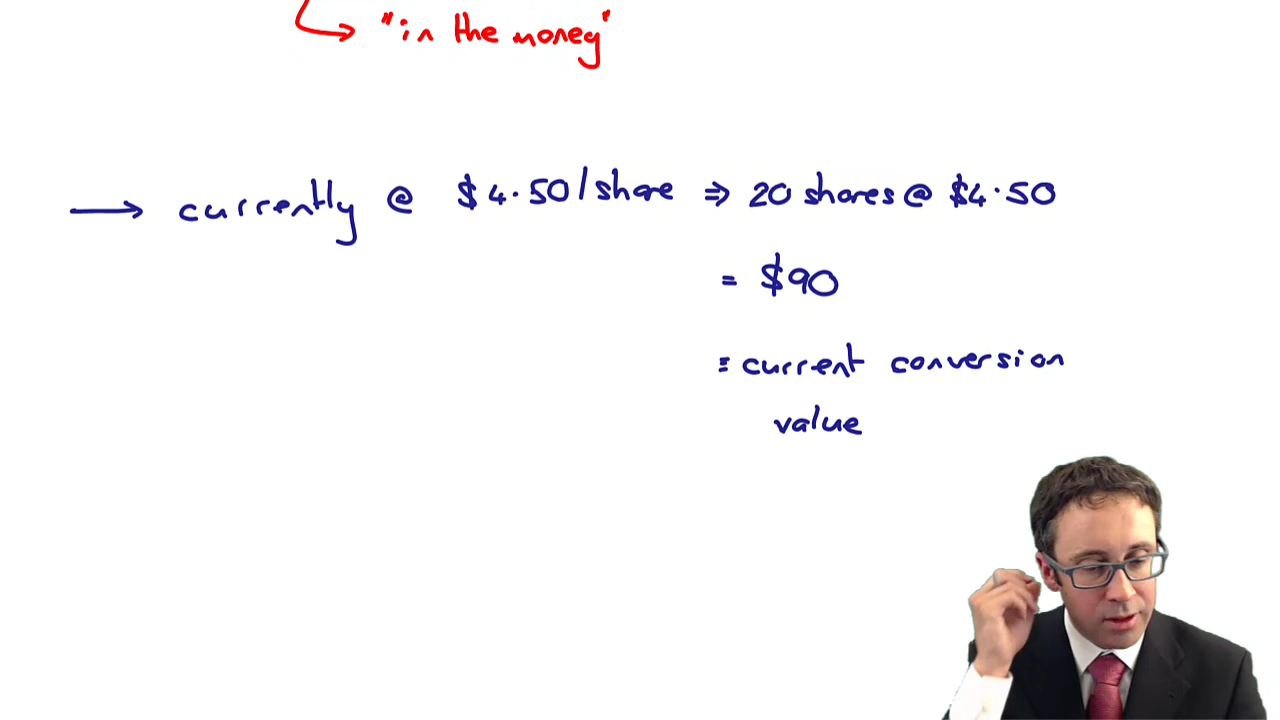 "in the money"
→ currently @ $4.50/share ⇒ 20 shares @ $4.50
= $90
= current conversion
value